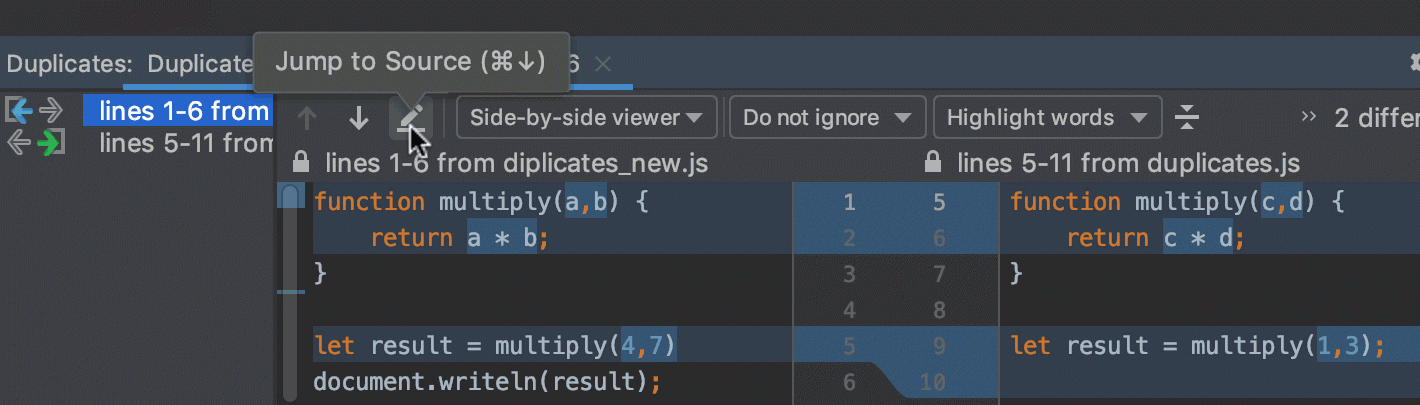 Jump to Source (⌘↓)
Duplicates: Duplicate 6
lines 1-6 from
lines 5-11 from
Side-by-side viewer
Do not ignore
Highlight words
2 differ
lines 1-6 from diplicates_new.js
lines 5-11 from duplicates.js
function multiply(a,b) { 1 5 function multiply(c,d) {
return a * b; 2 6 return c * d;
} 3 7 }
4 8
let result = multiply(4,7) 5 9 let result = multiply(1,3);
document.writeln(result); 6 10